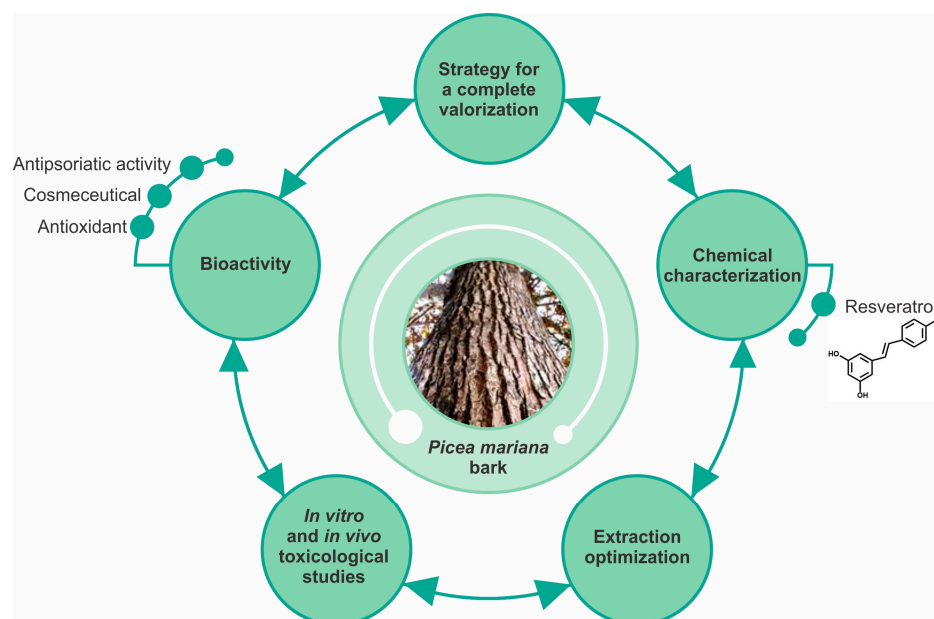 Strategy for
a complete
valorization
Antipsoriatic activity
Cosmeceutical
Antioxidant
Bioactivity
Chemical
characterization
Resveratro
HO
OH
Picea mariana
bark
In vitro
and in vivo
toxicological
studies
Extraction
optimization